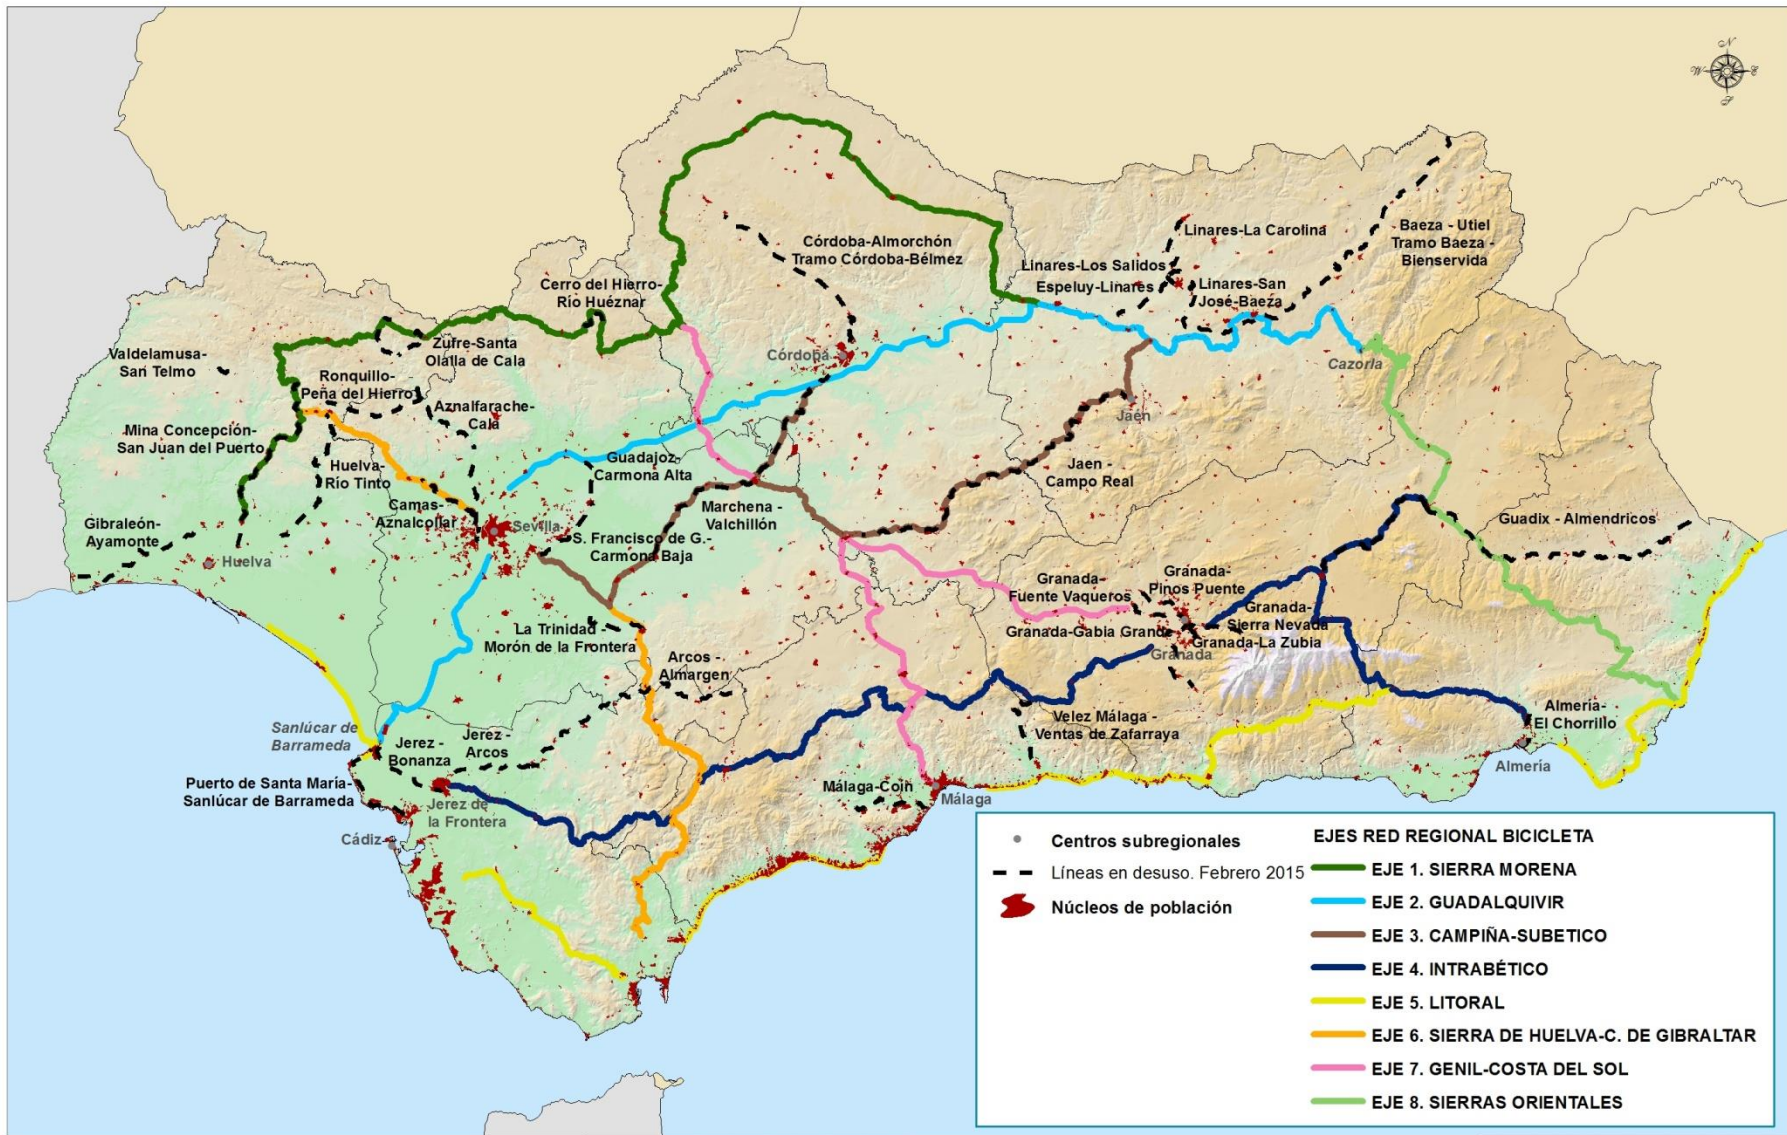 N
W
E
S
Córdoba-Almorchón
Tramo Córdoba-Bélmez
Linares-La Carolina
Baeza - Utiel
Tramo Baeza -
Bienservida
Linares-Los Salidos
Espeluy-Linares
Linares-San
José-Baeza
Cerro del Hierro-
Río Huéznar
Valdelamusa-
San Telmo
Zufre-Santa
Olalla de Cala
Ronquillo-
Peña del Hierro
Córdoba
Cazorla
Aznalfarache-
Cala
Jaén
Mina Concepción-
San Juan del Puerto
Huelva-
Río Tinto
Guadajoz-
Carmona Alta
Jaen -
Campo Real
Camas-
Aznalcollar
Marchena -
Valchillón
Gibraleón-
Ayamonte
Sevilla
S. Francisco de G.-
Carmona Baja
Guadix - Almendricos
Huelva
Granada-
Fuente Vaqueros
Granada-
Pinos Puente
La Trinidad -
Morón de la Frontera
Granada-Gabia Grande
Granada-
Sierra Nevada
Granada-La Zubia
Granada
Arcos -
Almargen
Sanlúcar de
Barrameda
Jerez -
Bonanza
Jerez -
Arcos
Velez Málaga -
Ventas de Zafarraya
Almería-
El Chorrillo
Almería
Puerto de Santa María-
Sanlúcar de Barrameda
Jerez de
la Frontera
Málaga-Coin
Málaga
Cádiz
Centros subregionales
Líneas en desuso. Febrero 2015
Núcleos de población
EJES RED REGIONAL BICICLETA
EJE 1. SIERRA MORENA
EJE 2. GUADALQUIVIR
EJE 3. CAMPIÑA-SUBETICO
EJE 4. INTRABÉTICO
EJE 5. LITORAL
EJE 6. SIERRA DE HUELVA-C. DE GIBRALTAR
EJE 7. GENIL-COSTA DEL SOL
EJE 8. SIERRAS ORIENTALES